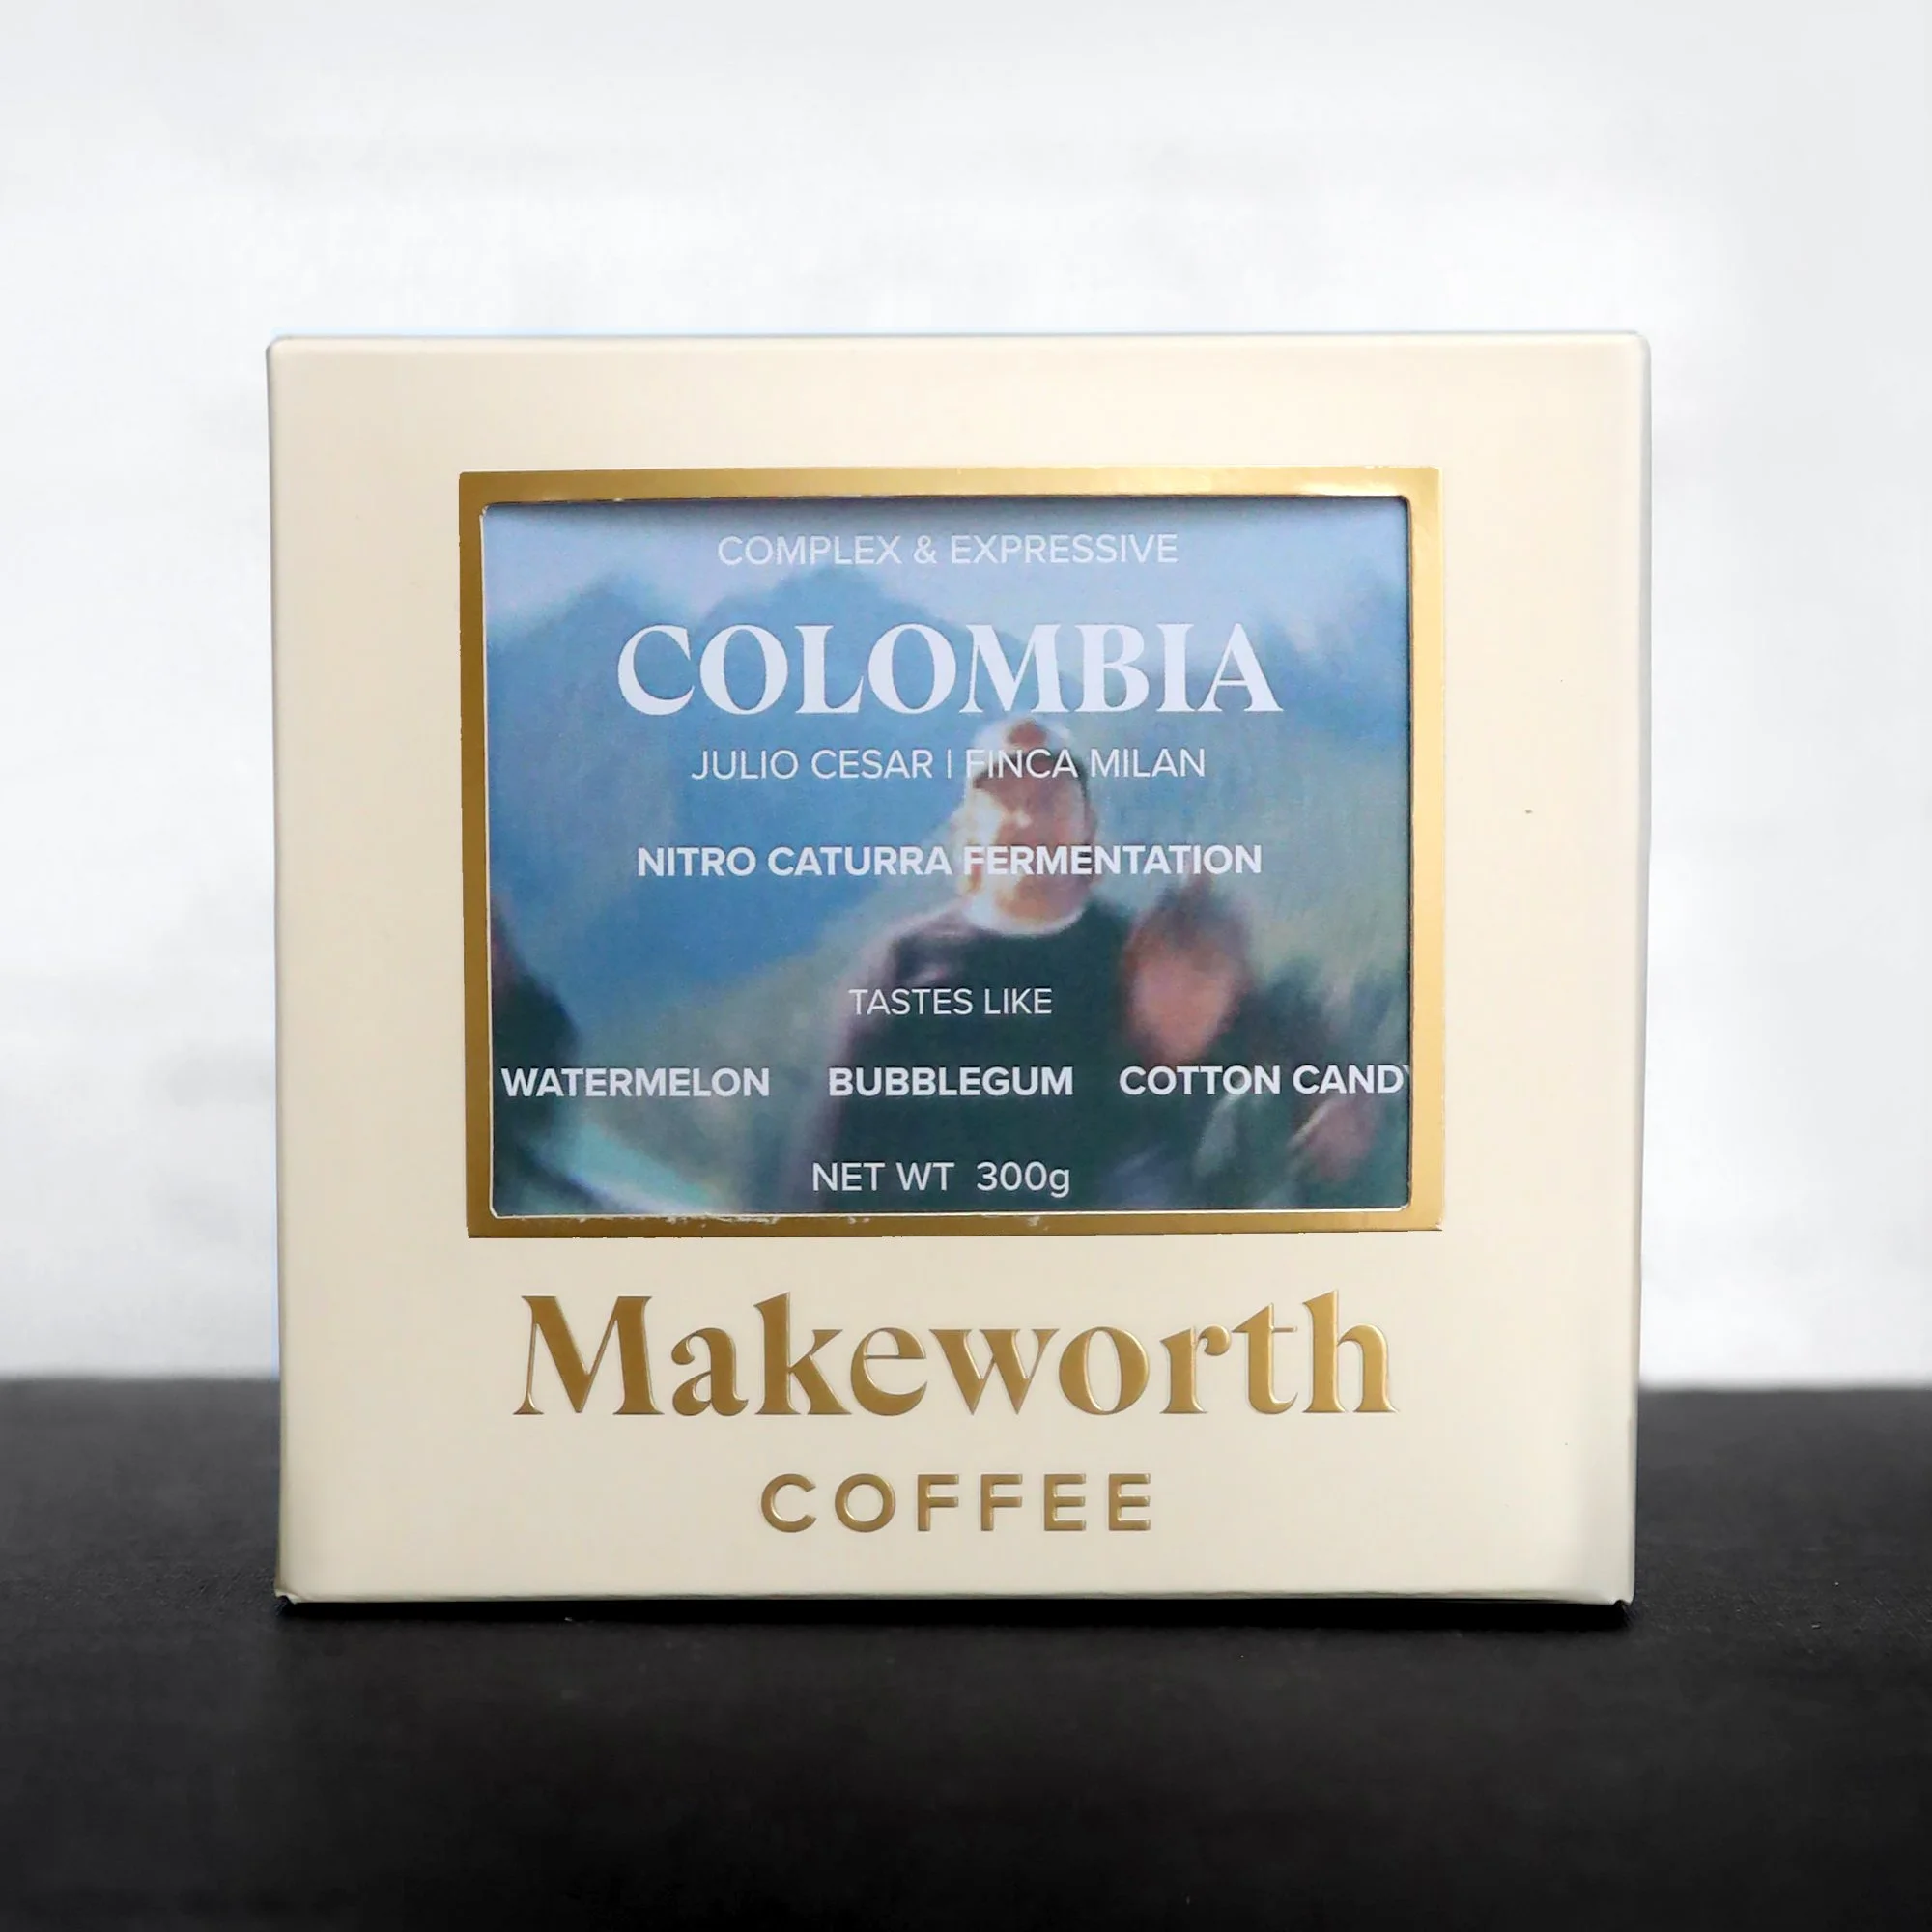 COMPLEX & EXPRESSIVE
COLOMBIA
JULIO CESAR | FINCA MILAN
NITRO CATURRA FERMENTATION
TASTES LIKE
WATERMELON BUBBLEGUM COTTON CANDY
NET WT 300g
Makeworth
COFFEE